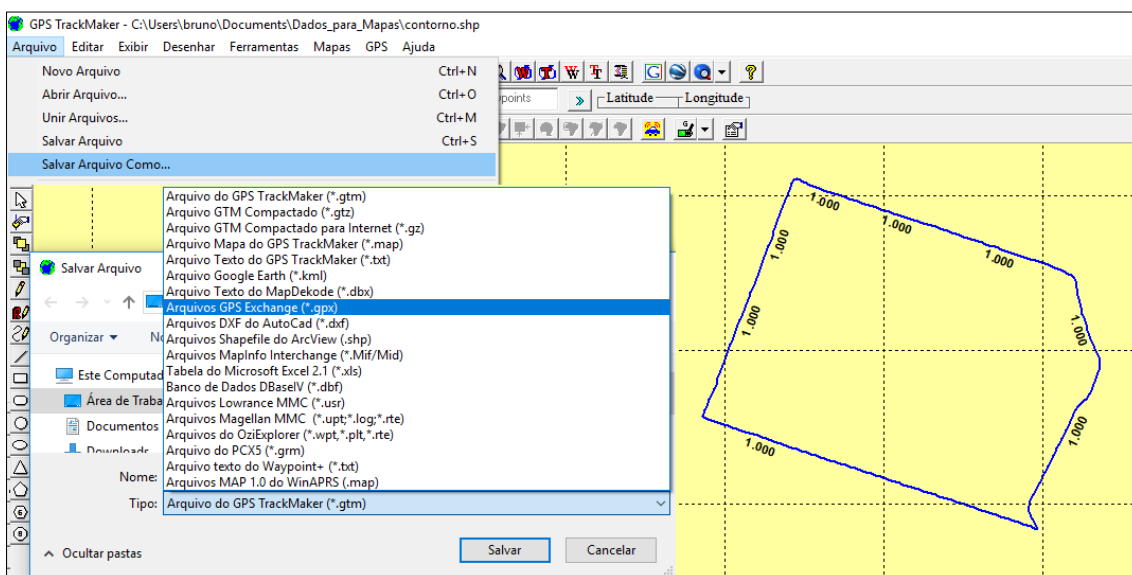 GPS TrackMaker - C:\Users\bruno\Documents\Dados_para_Mapas\contorno.shp
Arquivo Editar Exibir Desenhar Ferramentas Mapas GPS Ajuda
Novo Arquivo Ctrl+N
Abrir Arquivo... Ctrl+O
Unir Arquivos... Ctrl+M
Salvar Arquivo Ctrl+S
Salvar Arquivo Como...
Latitude Longitude
Arquivo do GPS TrackMaker (*.gtm)
Arquivo GTM Compactado (*.gtz)
Arquivo GTM Compactado para Internet (*.gz)
Arquivo Mapa do GPS TrackMaker (*.map)
Arquivo Texto do GPS TrackMaker (*.txt)
Arquivo Google Earth (*.kml)
Arquivo Texto do MapDekode (*.dbx)
Arquivos GPS Exchange (*.gpx)
Arquivos DXF do AutoCad (*.dxf)
Arquivos Shapefile do ArcView (.shp)
Arquivos MapInfo Interchange (*.Mif/Mid)
Tabela do Microsoft Excel 2.1 (*.xls)
Banco de Dados DBaseIV (*.dbf)
Arquivos Lowrance MMC (*.usr)
Arquivos Magellan MMC (*.upt;*.log;*.rte)
Arquivos do OziExplorer (*.wpt,*.plt,*.rte)
Arquivo do PCX5 (*.grm)
Arquivo texto do Waypoint+ (*.txt)
Arquivos MAP 1.0 do WinAPRS (.map)
Salvar Arquivo
Organizar
Este Computad
Área de Traba
Documentos
Downloads
Nome:
Tipo: Arquivo do GPS TrackMaker (*.gtm)
Ocultar pastas
Salvar Cancelar
1.000
1.000
1.000
1.000
1.000
1.000
1.000
1.000